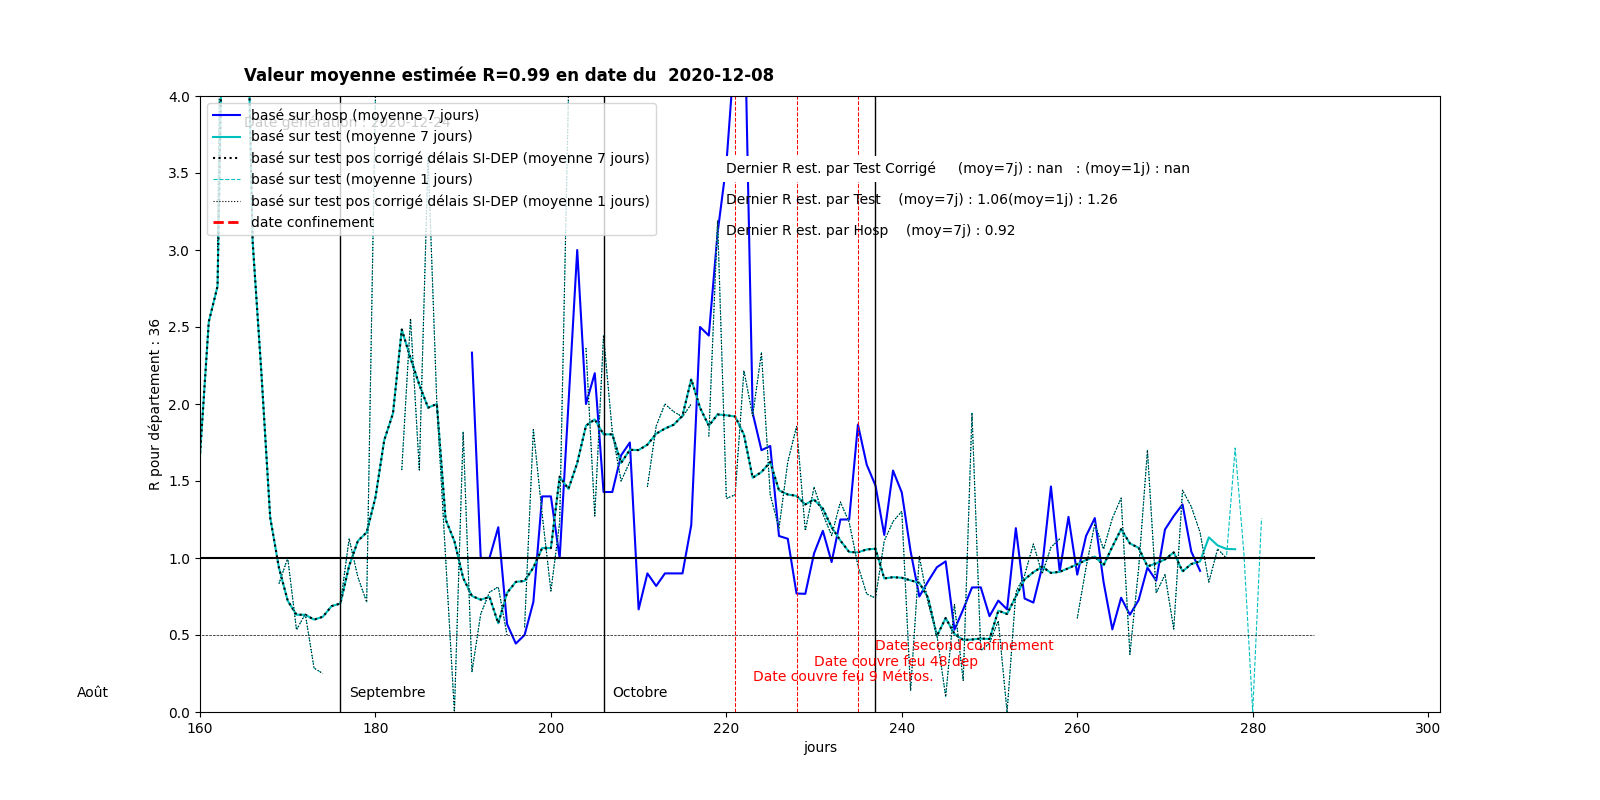 Valeur moyenne estimée R=0.99 en date du  2020-12-08
basé sur hosp (moyenne 7 jours)
Date génération : 2020-12-24
basé sur test (moyenne 7 jours)
basé sur test pos corrigé délais SI-DEP (moyenne 7 jours)
basé sur test (moyenne 1 jours)
basé sur test pos corrigé délais SI-DEP (moyenne 1 jours)
date confinement
Dernier R est. par Test Corrigé     (moy=7j) : nan   : (moy=1j) : nan
Dernier R est. par Test    (moy=7j) : 1.06(moy=1j) : 1.26
Dernier R est. par Hosp    (moy=7j) : 0.92
4.0
3.5
3.0
2.5
2.0
1.5
1.0
0.5
0.0
R pour département : 36
Date second confinement
Date couvre feu 48 dep
Date couvre feu 9 Métros.
Août
Septembre
Octobre
160 180 200 220 240 260 280 300
jours